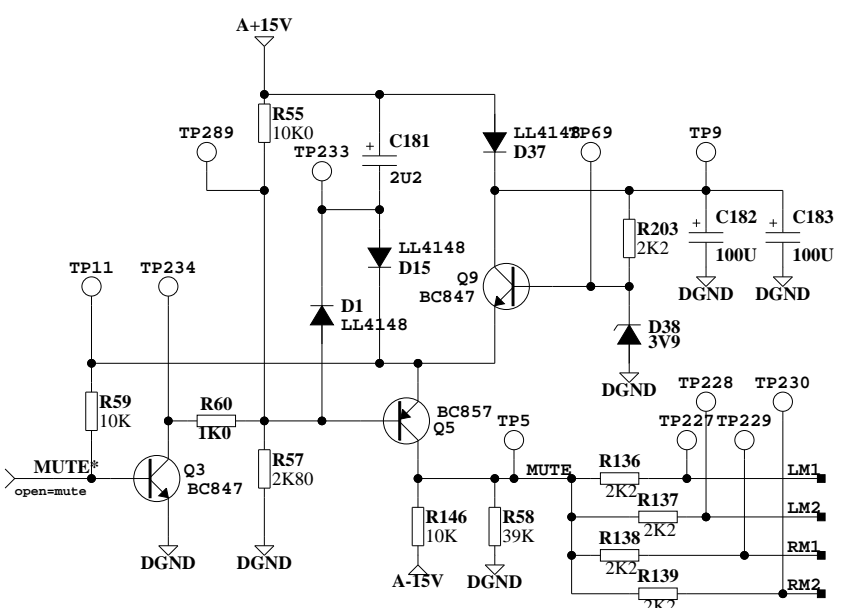 A+15V
R55
10K0
TP289
TP233
C181
+
2U2
LL4148
D37
TP69
TP9
R203
2K2
+
C182
100U
+
C183
100U
DGND
DGND
LL4148
D15
Q9
BC847
TP11
TP234
D1
LL4148
D38
3V9
DGND
R59
10K
R60
1K0
BC857
Q5
TP5
TP228
TP230
TP227
TP229
MUTE*
open=mute
Q3
BC847
R57
2K80
MUTE
R136
2K2
LM1
R137
2K2
LM2
R146
10K
R58
39K
R138
2K2
RM1
R139
2K2
RM2
DGND
DGND
A-15V
DGND